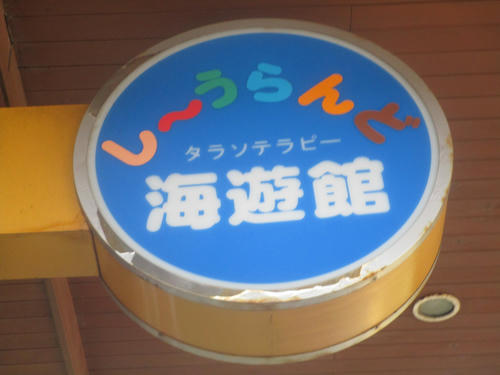 し〜うらんど
タラソテラピー
海遊館